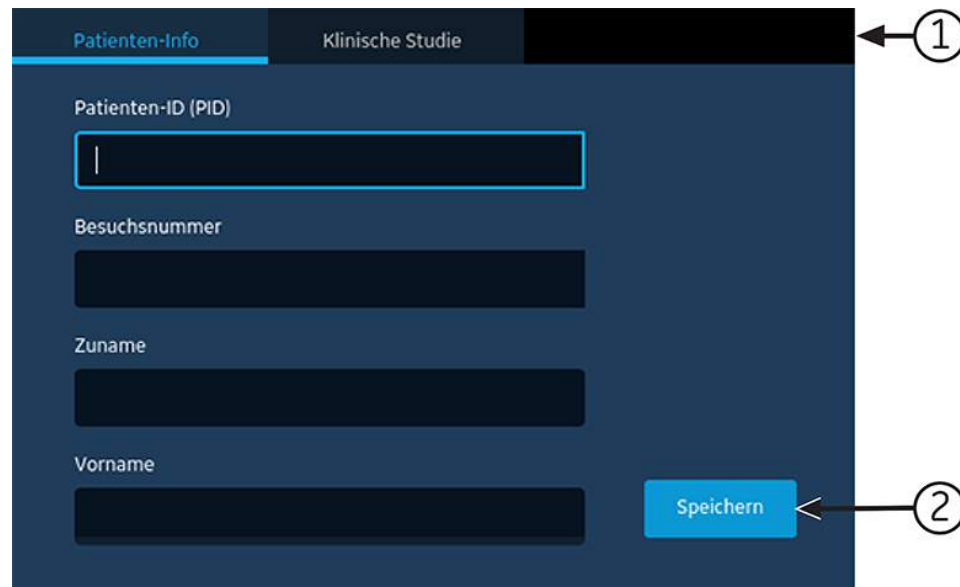 Patienten-Info Klinische Studie
1
Patienten-ID (PID)
Besuchsnummer
Zuname
Vorname
Speichern
2